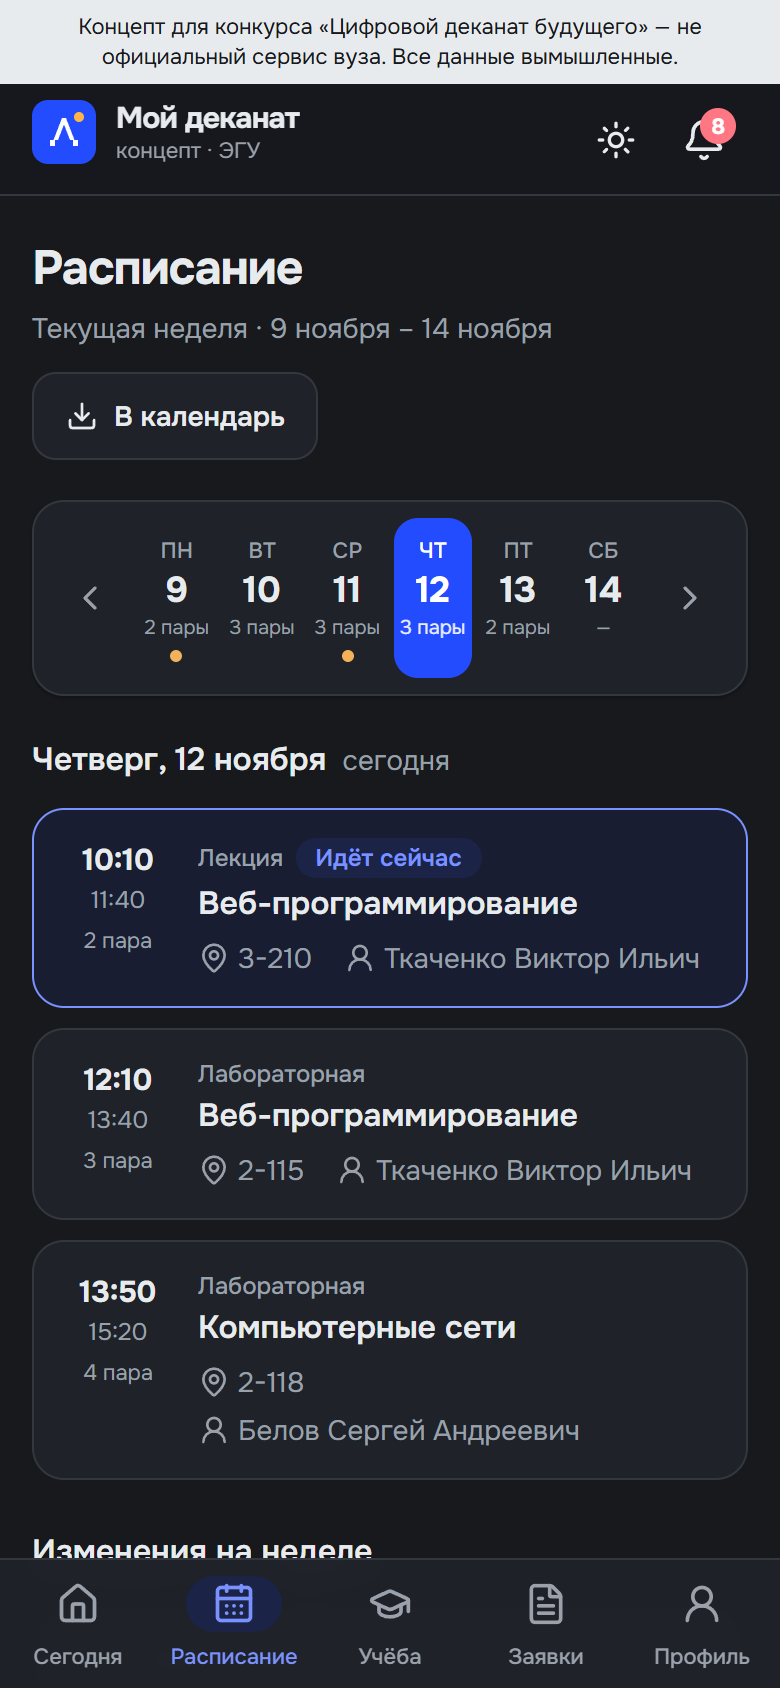 Концепт для конкурса «Цифровой деканат будущего» — не
официальный сервис вуза. Все данные вымышленные.
Мой деканат
концепт · ЭГУ
8
Расписание
Текущая неделя · 9 ноября – 14 ноября
В календарь
ПН ВТ СР ЧТ ПТ СБ
9 10 11 12 13 14
2 пары 3 пары 3 пары 3 пары 2 пары –
Четверг, 12 ноября сегодня
10:10
11:40
2 пара
Лекция Идёт сейчас
Веб-программирование
3-210 Ткаченко Виктор Ильич
12:10
13:40
3 пара
Лабораторная
Веб-программирование
2-115 Ткаченко Виктор Ильич
13:50
15:20
4 пара
Лабораторная
Компьютерные сети
2-118
Белов Сергей Андреевич
Изменения на неделе
Сегодня Расписание Учёба Заявки Профиль